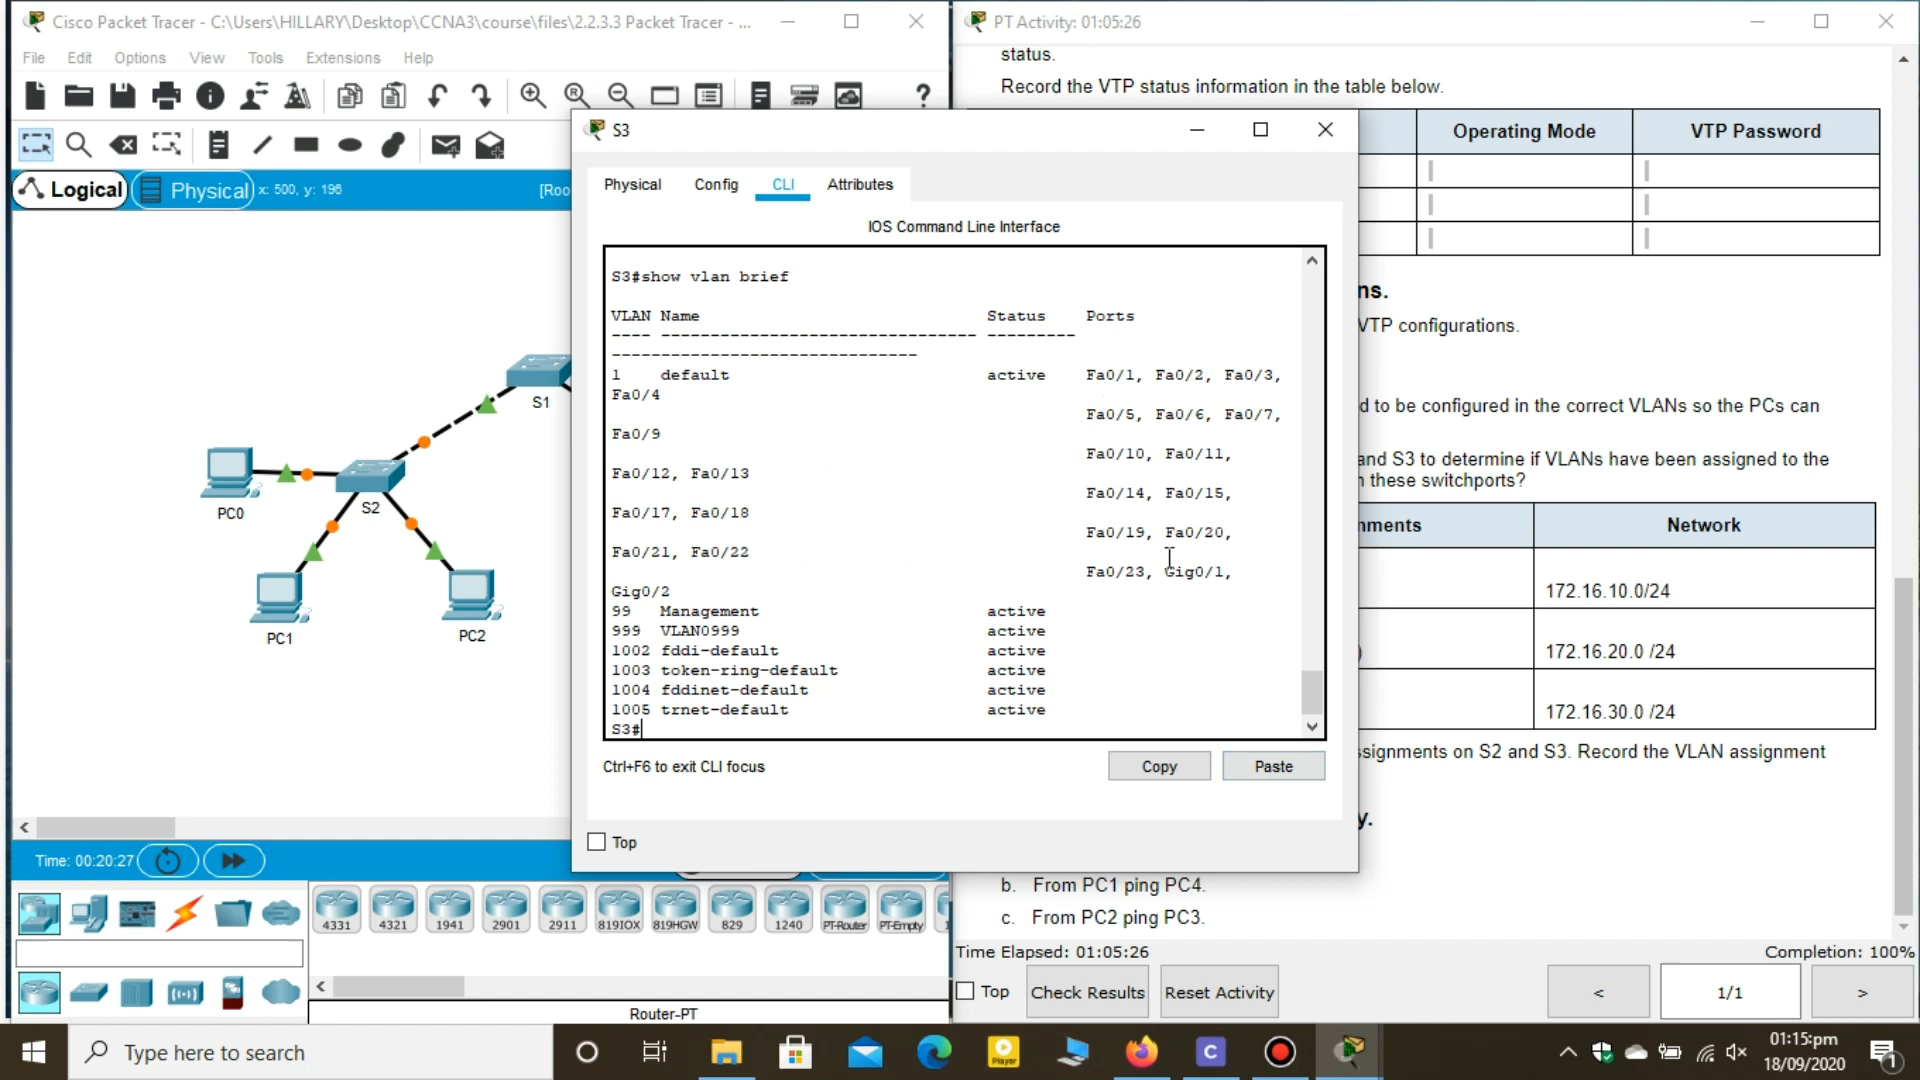 Cisco Packet Tracer - C:\Users\HILLARY\Desktop\CCNA3\course\files\2.2.3.3 Packet Tracer - ...
File Edit Options View Tools Extensions Help
Logical
Physical
x: 500, y: 196
[Roo
S1
PC0
S2
PC1
PC2
Time: 00:20:27
4331 4321 1941 2901 2911 819IOX 819HGW 829 1240 PT-Router PT-Empty
Router-PT
S3
Physical Config CLI Attributes
IOS Command Line Interface
S3#show vlan brief
VLAN Name Status Ports
---- -------------------------------- ---------
-------------------------------
1 default active Fa0/1, Fa0/2, Fa0/3,
Fa0/4
Fa0/5, Fa0/6, Fa0/7,
Fa0/9
Fa0/10, Fa0/11,
Fa0/12, Fa0/13
Fa0/14, Fa0/15,
Fa0/17, Fa0/18
Fa0/19, Fa0/20,
Fa0/21, Fa0/22
Fa0/23, Gig0/1,
Gig0/2
99 Management active
999 VLAN0999 active
1002 fddi-default active
1003 token-ring-default active
1004 fddinet-default active
1005 trnet-default active
S3#
Ctrl+F6 to exit CLI focus
Copy
Paste
Top
PT Activity: 01:05:26
status.
Record the VTP status information in the table below.
Operating Mode VTP Password
ns.
VTP configurations.
d to be configured in the correct VLANs so the PCs can
and S3 to determine if VLANs have been assigned to the
n these switchports?
nments Network
172.16.10.0/24
) 172.16.20.0 /24
172.16.30.0 /24
signments on S2 and S3. Record the VLAN assignment
y.
b. From PC1 ping PC4.
c. From PC2 ping PC3.
Time Elapsed: 01:05:26 Completion: 100%
Top Check Results Reset Activity < 1/1 >
Type here to search
Player
C
01:15:pm
18/09/2020
1